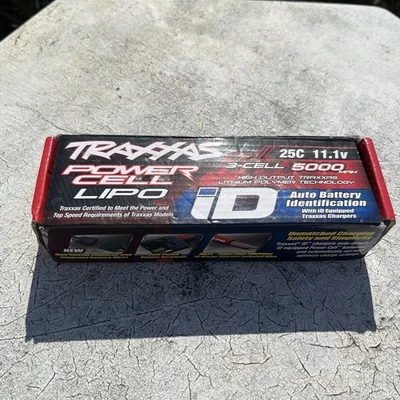 TRAXXAS
25C 11.1v
POWER CELL
3-CELL 5000 MAH
HIGH OUTPUT TRAXXAS
LITHIUM POLYMER TECHNOLOGY
LIPO
iD
Auto Battery
Identification
With iD Equipped
Traxxas Chargers
Traxxas Certified to Meet the Power and
Top Speed Requirements of Traxxas Models
NEW
Unmatched Charging
Safety and Simplicity